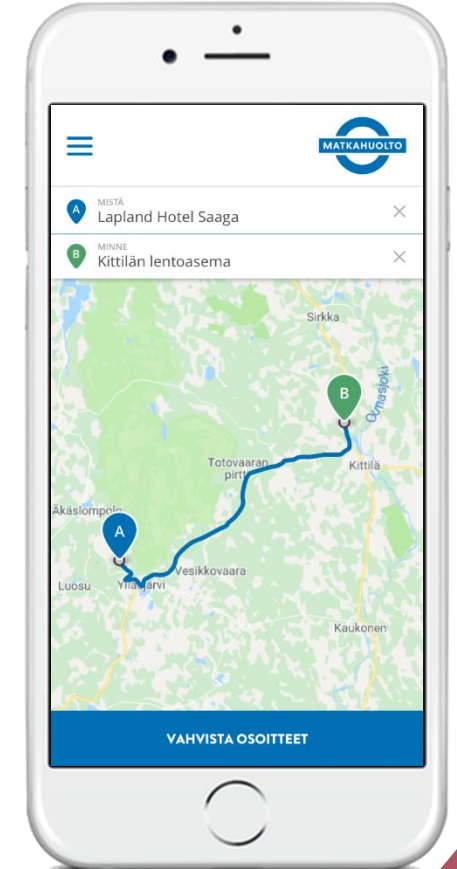 MATKAHUOLTO
A
MISTÄ
Lapland Hotel Saaga
B
MINNE
Kittilän lentoasema
Sirkka
Ounasjoki
B
Totovaaran
pirtti
Kittilä
Äkäslompolo
A
Vesikkovaara
Luosu
Ylläsjärvi
Kaukonen
VAHVISTA OSOITTEET